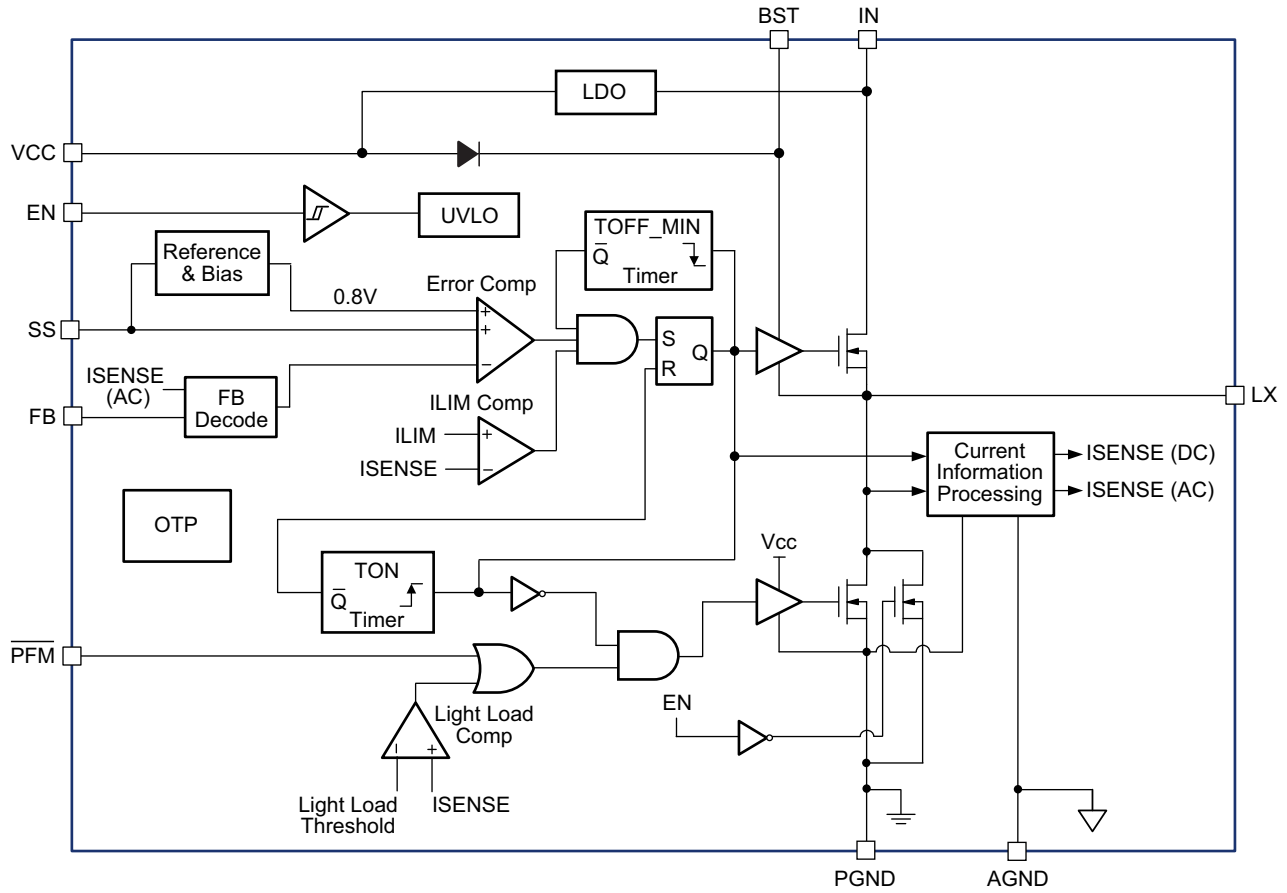 BST
IN
LDO
VCC
EN
UVLO
TOFF_MIN
Q̅
Timer
Reference
& Bias
Error Comp
0.8V
+
SS
+
−
S
R
Q
ISENSE
(AC)
FB
Decode
FB
ILIM Comp
ILIM
+
ISENSE
−
LX
Current
Information
Processing
ISENSE (DC)
ISENSE (AC)
OTP
Vcc
TON
Q̅
Timer
P̅F̅M̅
Light Load
Comp
−
+
EN
Light Load
Threshold
ISENSE
PGND
AGND